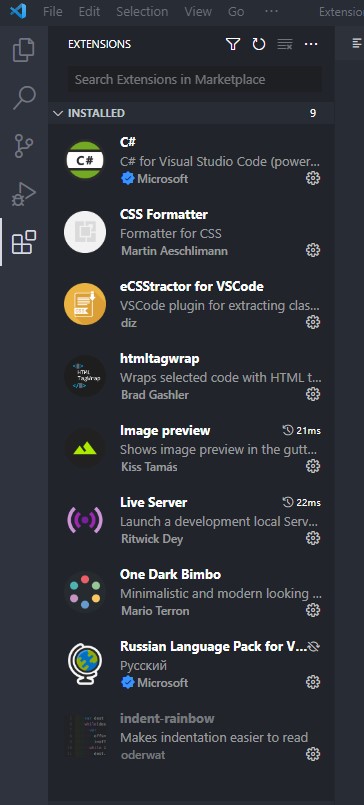 File Edit Selection View Go ... Extension
EXTENSIONS
Search Extensions in Marketplace
INSTALLED 9
C#
C# for Visual Studio Code (power...
Microsoft
CSS Formatter
Formatter for CSS
Martin Aeschlimann
eCSStractor for VSCode
VSCode plugin for extracting clas...
diz
HTML
TagWrap
htmltagwrap
Wraps selected code with HTML t...
Brad Gashler
Image preview 21ms
Shows image preview in the gutt...
Kiss Tamás
Live Server 22ms
Launch a development local Serv...
Ritwick Dey
One Dark Bimbo
Minimalistic and modern looking ...
Mario Terron
Russian Language Pack for V...
Русский
Microsoft
indent-rainbow
Makes indentation easier to read
oderwat